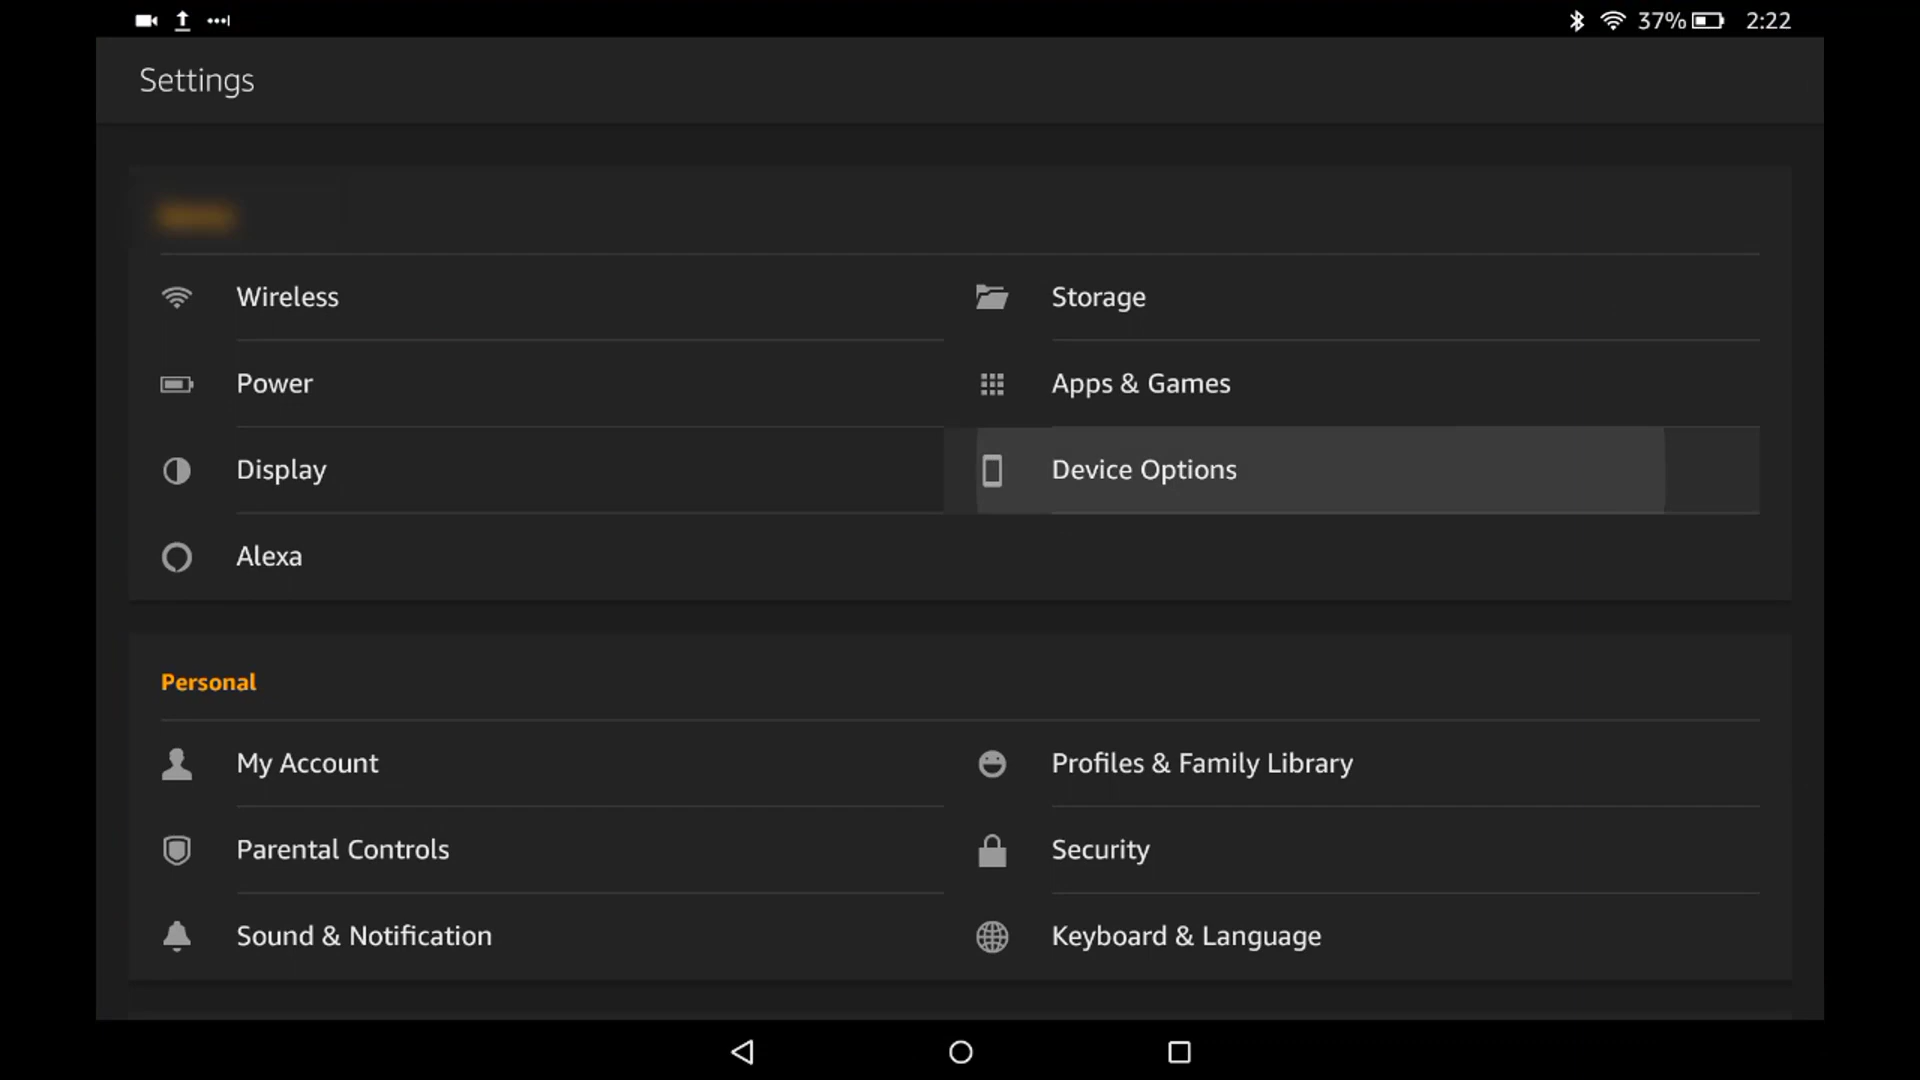 37% 2:22
Settings
Wireless
Storage
Power
Apps & Games
Display
Device Options
Alexa
Personal
My Account
Profiles & Family Library
Parental Controls
Security
Sound & Notification
Keyboard & Language